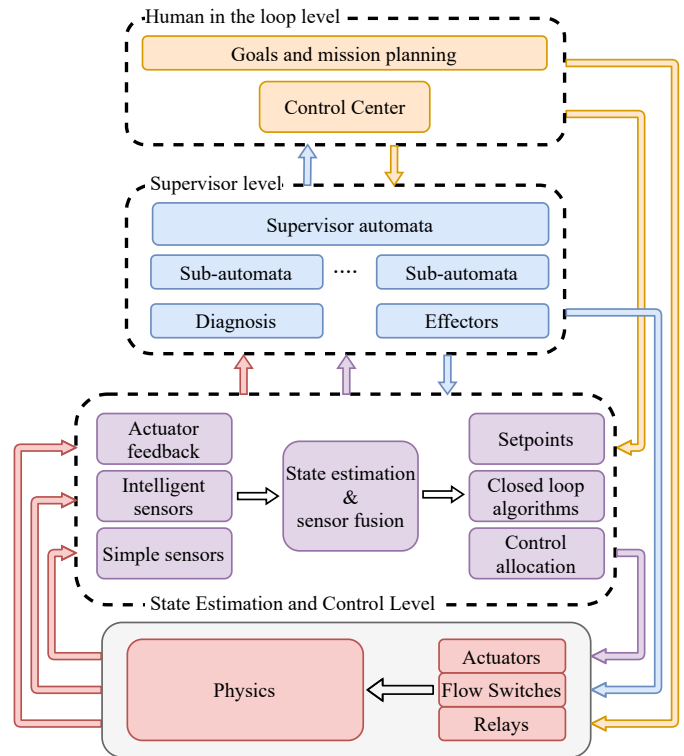 Human in the loop level
Goals and mission planning
Control Center
Supervisor level
Supervisor automata
Sub-automata
....
Sub-automata
Diagnosis
Effectors
Actuator
feedback
Intelligent
sensors
Simple sensors
State estimation
&
sensor fusion
Setpoints
Closed loop
algorithms
Control
allocation
State Estimation and Control Level
Physics
Actuators
Flow Switches
Relays